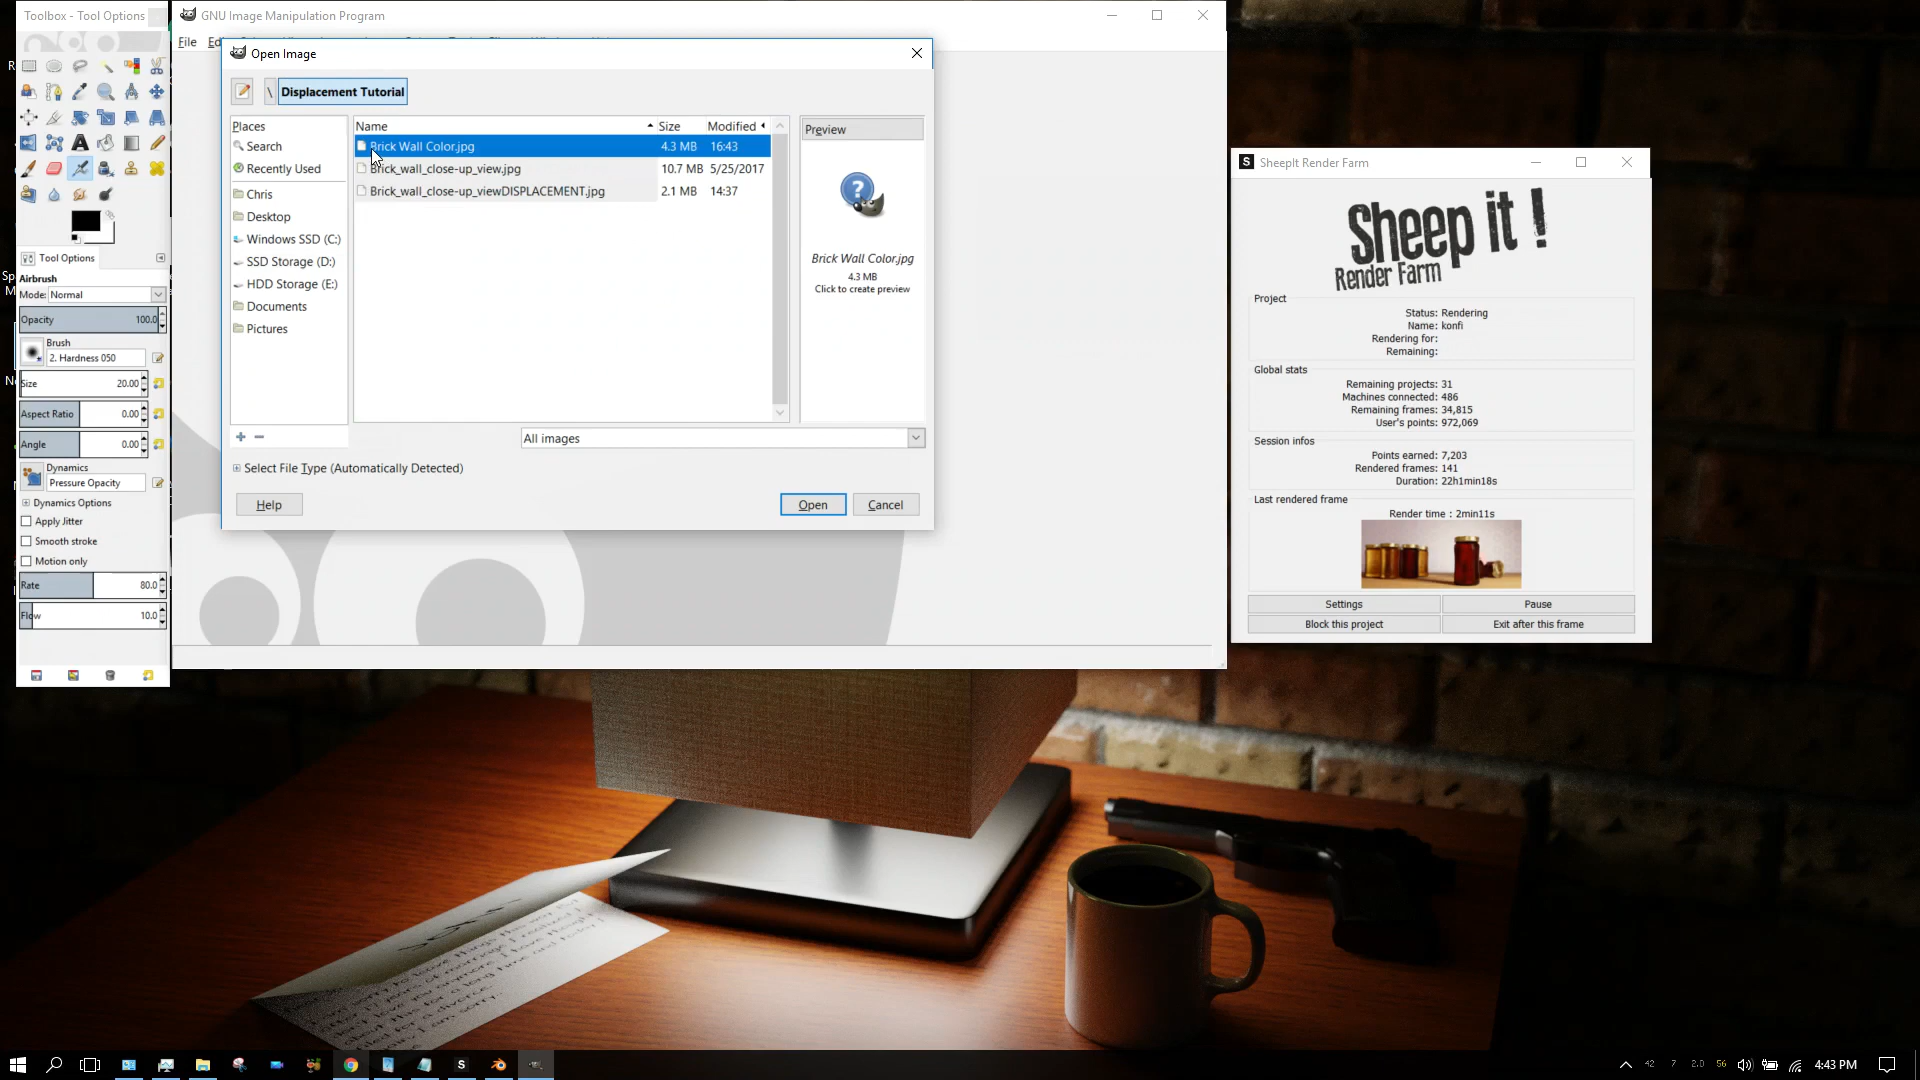 Toolbox - Tool Options
GNU Image Manipulation Program
File
Open Image
\ Displacement Tutorial
Places
Search
Recently Used
Chris
Desktop
Windows SSD (C:)
SSD Storage (D:)
HDD Storage (E:)
Documents
Pictures
Name Size Modified
Brick Wall Color.jpg 4.3 MB 16:43
Brick_wall_close-up_view.jpg 10.7 MB 5/25/2017
Brick_wall_close-up_viewDISPLACEMENT.jpg 2.1 MB 14:37
Preview
Brick Wall Color.jpg
4.3 MB
Click to create preview
All images
Select File Type (Automatically Detected)
Help
Open
Cancel
Tool Options
Airbrush
Mode: Normal
Opacity 100.0
Brush
2. Hardness 050
Size 20.00
Aspect Ratio 0.00
Angle 0.00
Dynamics
Pressure Opacity
Dynamics Options
Apply Jitter
Smooth stroke
Motion only
Rate 80.0
Flow 10.0
SheepIt Render Farm
Sheep it !
Render Farm
Project
Status: Rendering
Name: konfi
Rendering for:
Remaining:
Global stats
Remaining projects: 31
Machines connected: 486
Remaining frames: 34,815
User's points: 972,069
Session infos
Points earned: 7,203
Rendered frames: 141
Duration: 22h1min18s
Last rendered frame
Render time : 2min11s
Settings
Pause
Block this project
Exit after this frame
42 7 2.0 56 4:43 PM